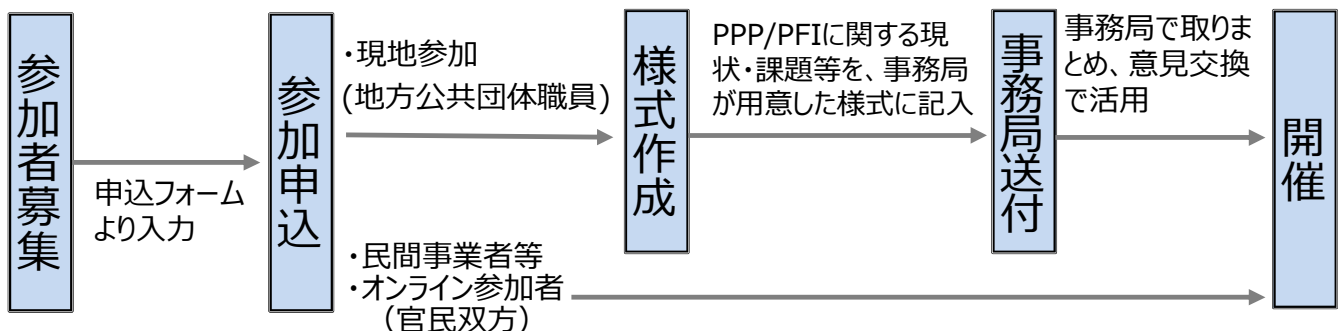 参加者募集
申込フォーム
より入力
参加申込
・現地参加
(地方公共団体職員)
・民間事業者等
・オンライン参加者
（官民双方）
様式作成
PPP/PFIに関する現
状・課題等を、事務局
が用意した様式に記入
事務局送付
事務局で取りま
とめ、意見交換
で活用
開催